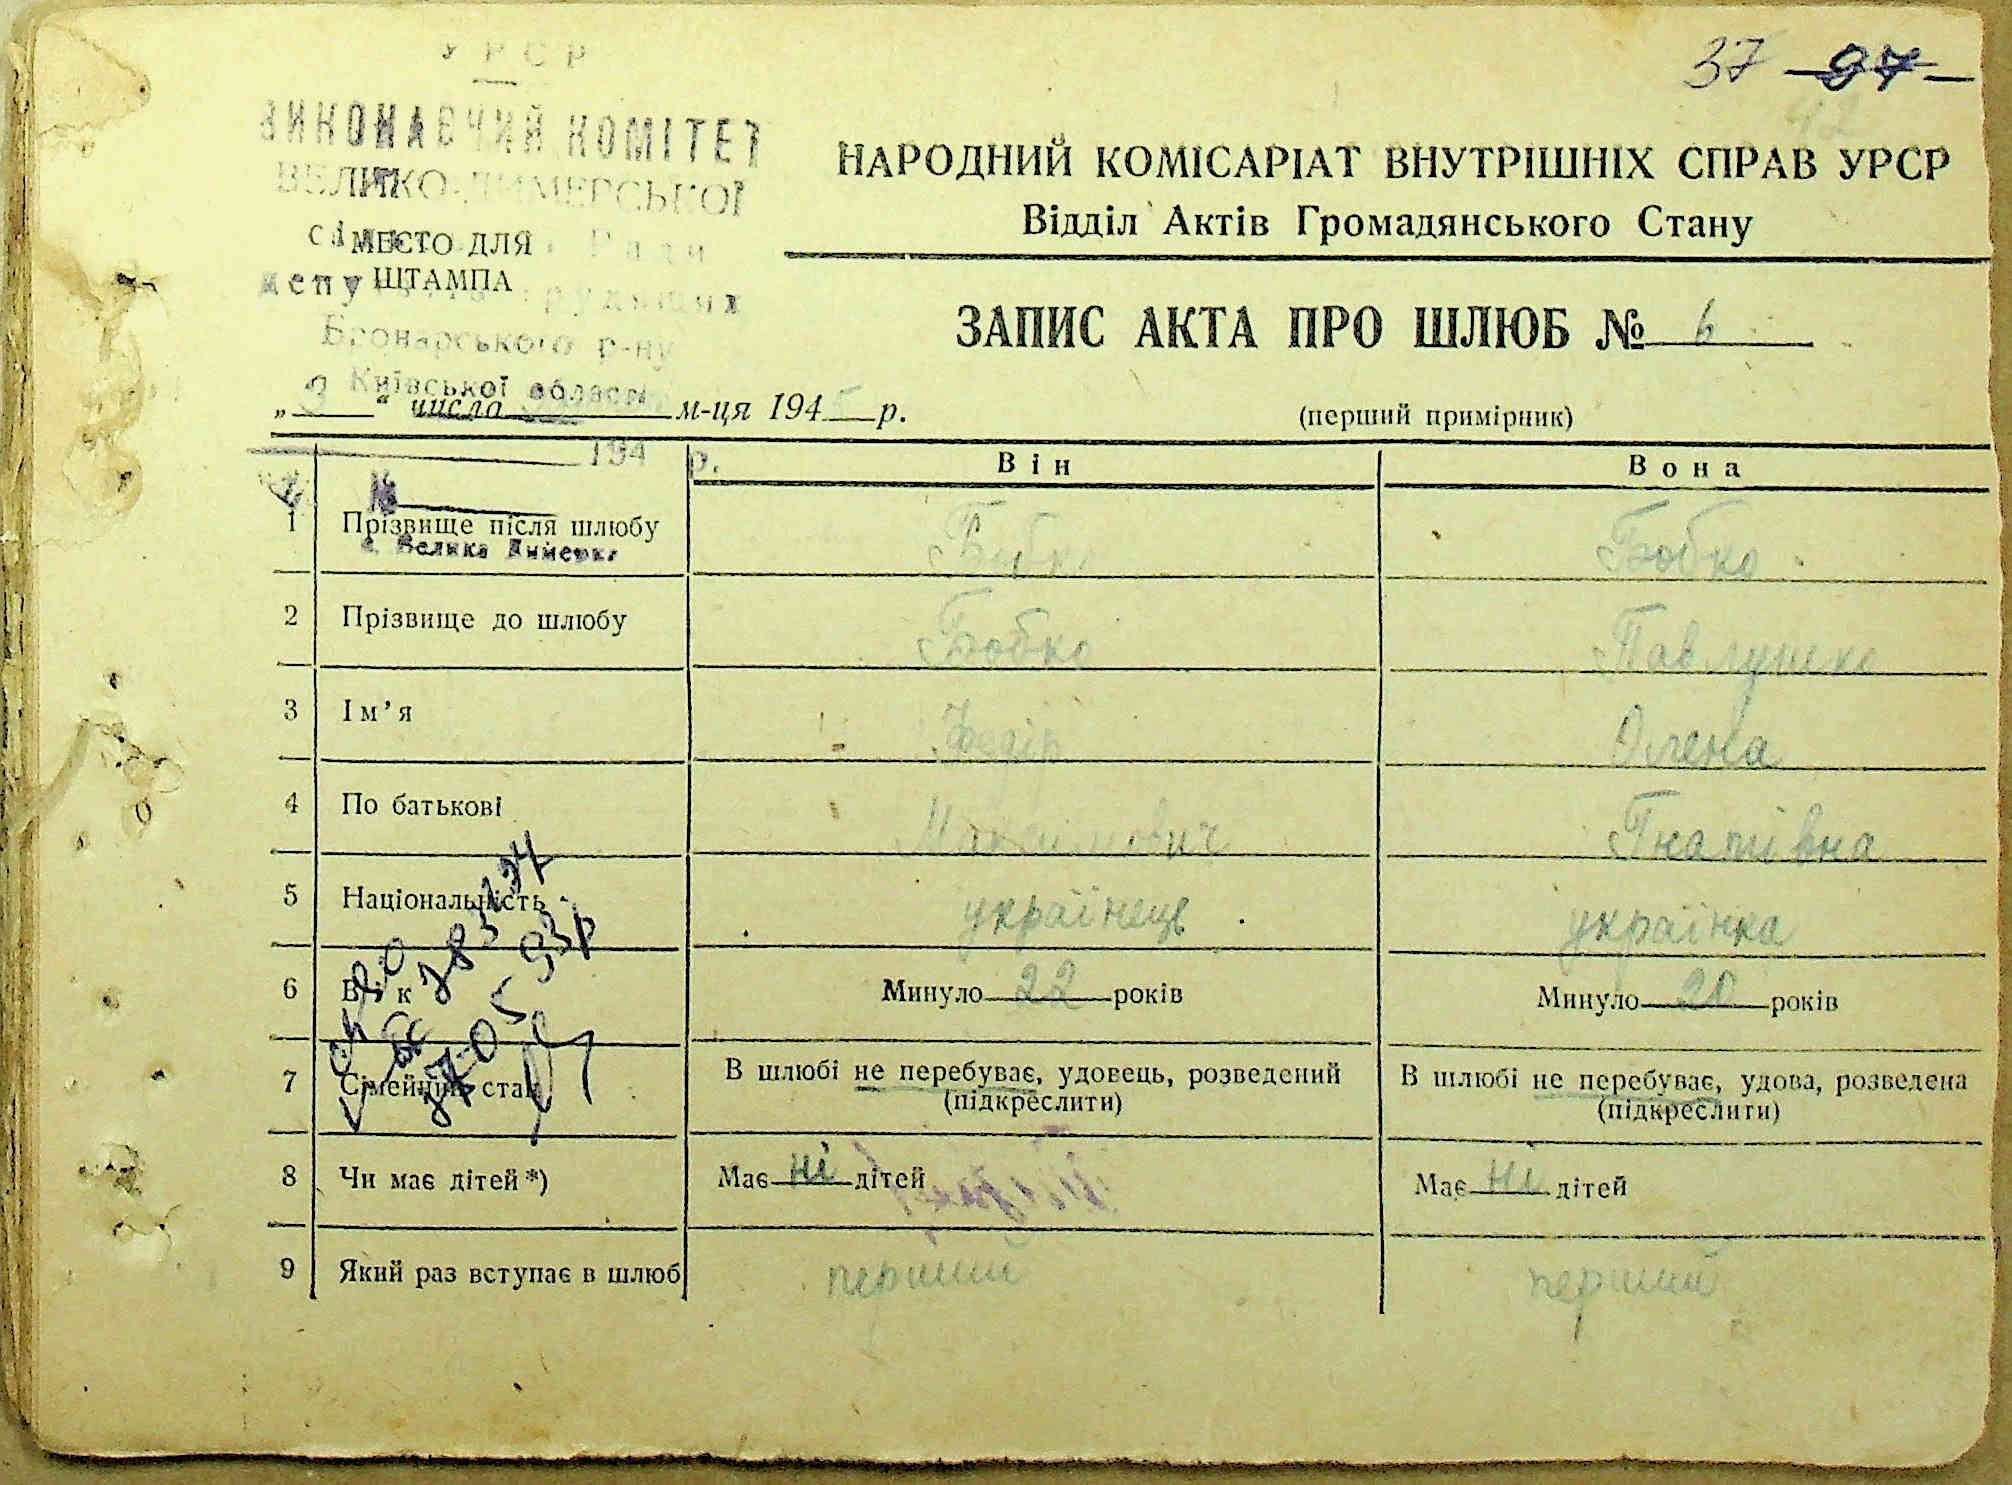 37 97
УРСР
ВИКОНАВЧИЙ КОМІТЕТ
ВЕЛИКО-ДИМЕРСЬКОЇ
МЕСТО ДЛЯ
ШТАМПА
Броварського р-ну
Київської області
НАРОДНИЙ КОМІСАРІАТ ВНУТРІШНІХ СПРАВ УРСР
Відділ Актів Громадянського Стану
ЗАПИС АКТА ПРО ШЛЮБ № 6
„3“ числа м-ця 1945 р.
(перший примірник)
194 р.
№
с. Велика Димерка
Він Вона
1 Прізвище після шлюбу Бобко Бобко
2 Прізвище до шлюбу Бобко Павлушко
3 Ім’я Федір Олена
4 По батькові Максимович Гнатівна
5 Національність українець українка
6 Вік Минуло 22 років Минуло 20 років
7 Сімейний стан В шлюбі не перебуває, удовець, розведений (підкреслити) В шлюбі не перебуває, удова, розведена (підкреслити)
8 Чи має дітей*) Має ні дітей Має ні дітей
9 Який раз вступає в шлюб перший перший